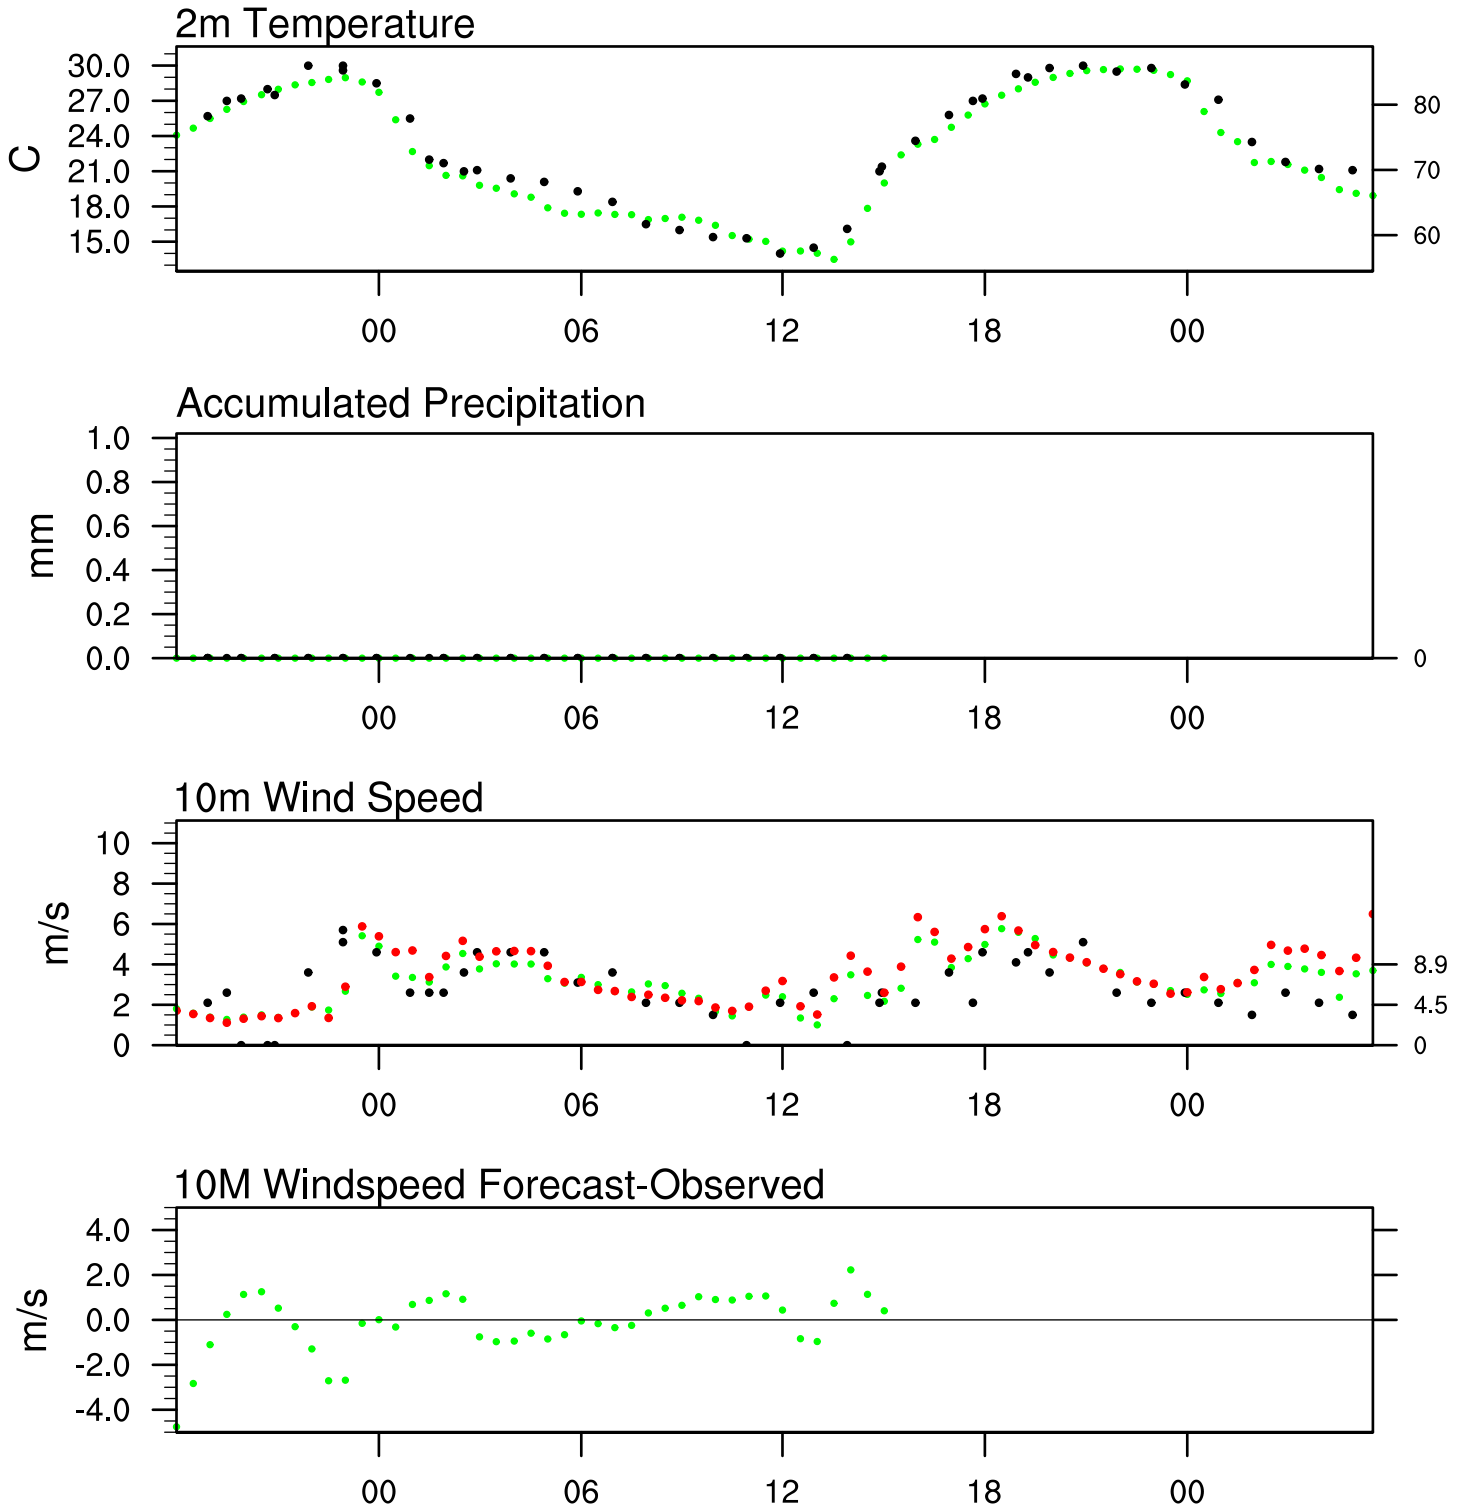 2m Temperature
30.0
27.0
24.0
21.0
18.0
15.0
C
80
70
60
00 06 12 18 00
Accumulated Precipitation
1.0
0.8
0.6
0.4
0.2
0.0
mm
0
00 06 12 18 00
10m Wind Speed
10
8
6
4
2
0
m/s
8.9
4.5
0
00 06 12 18 00
10M Windspeed Forecast-Observed
4.0
2.0
0.0
-2.0
-4.0
m/s
00 06 12 18 00